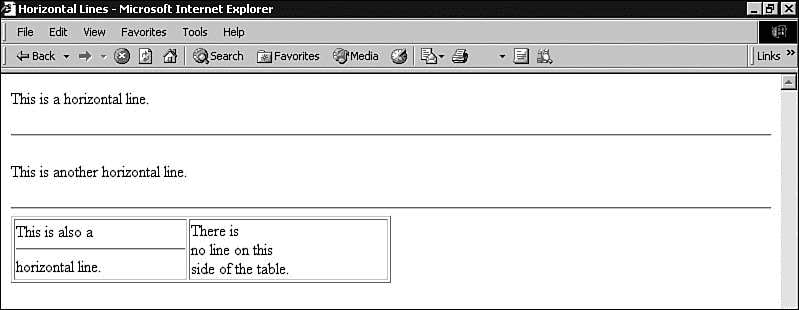 Horizontal Lines - Microsoft Internet Explorer
File Edit View Favorites Tools Help
Back Search Favorites Media Links »
This is a horizontal line.
This is another horizontal line.
This is also a
horizontal line.
There is
no line on this
side of the table.